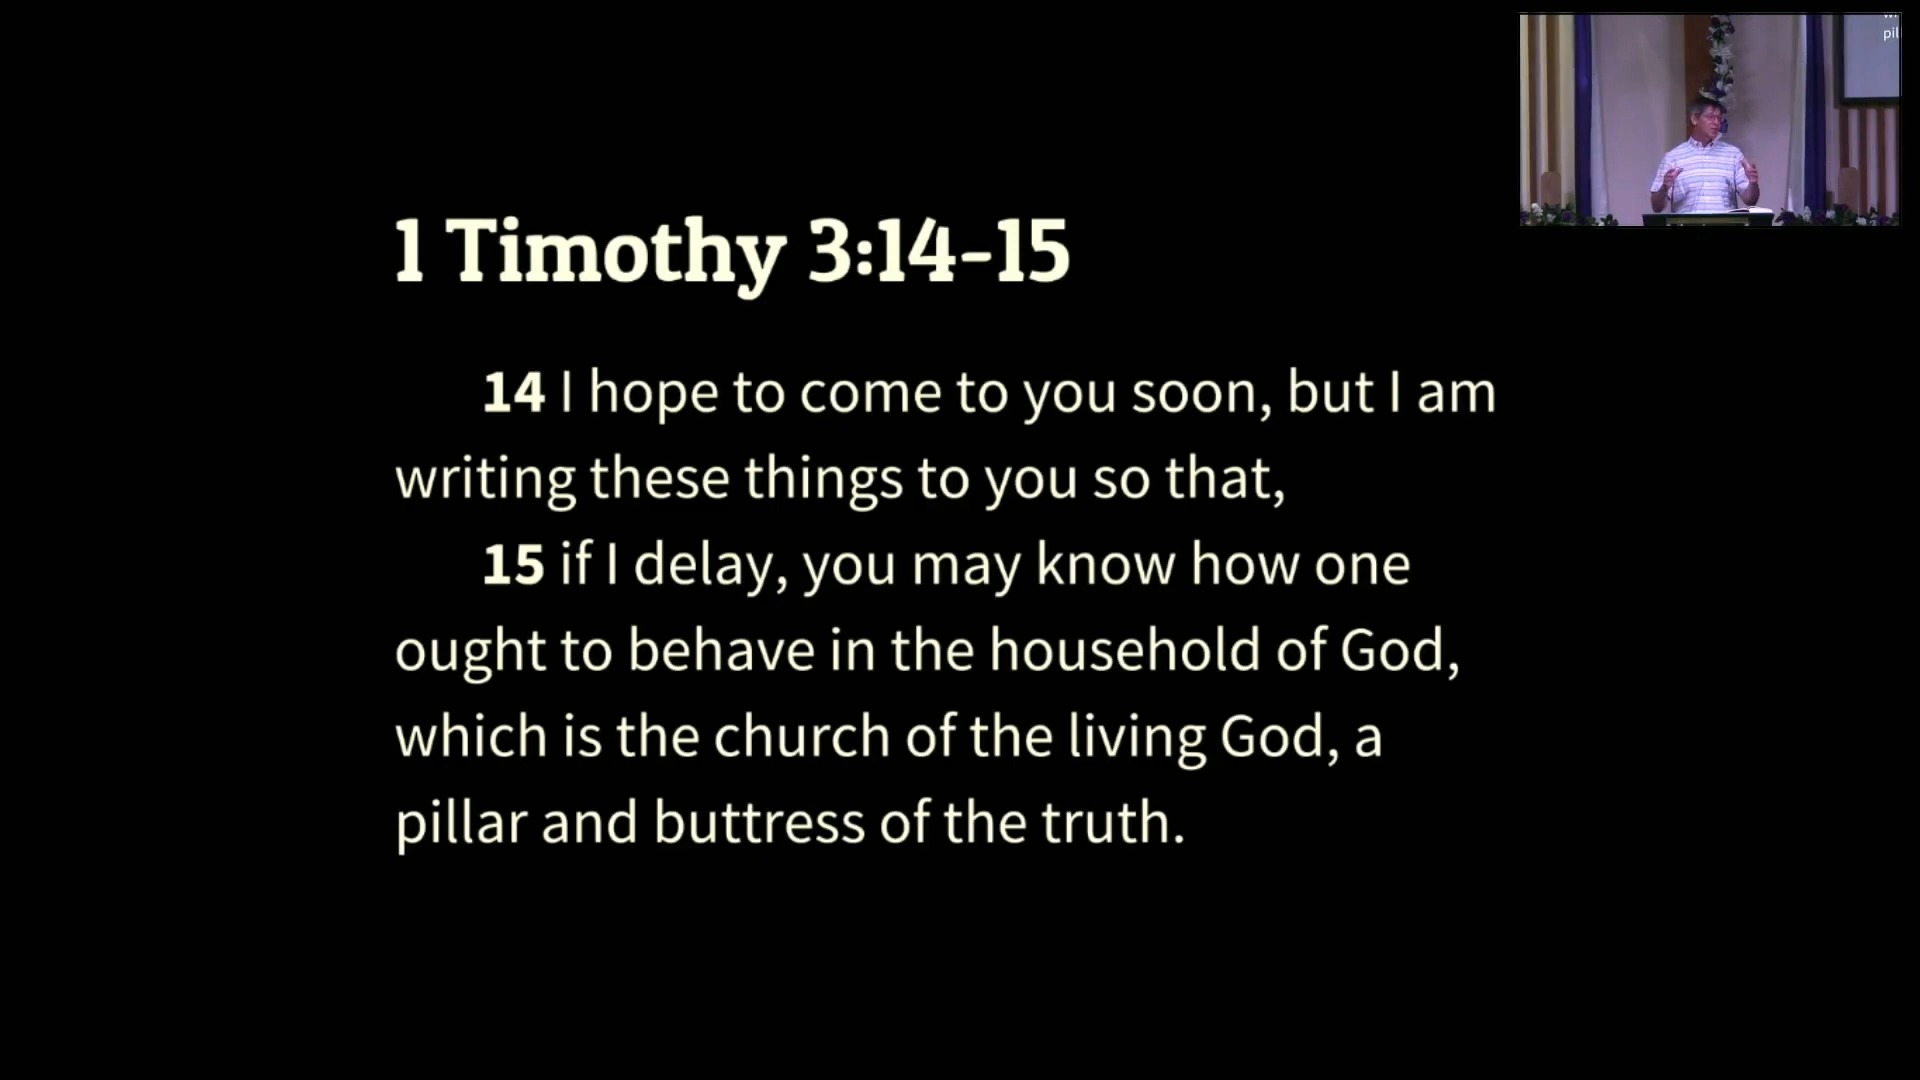 1 Timothy 3:14-15
14 I hope to come to you soon, but I am
writing these things to you so that,
15 if I delay, you may know how one
ought to behave in the household of God,
which is the church of the living God, a
pillar and buttress of the truth.
pil